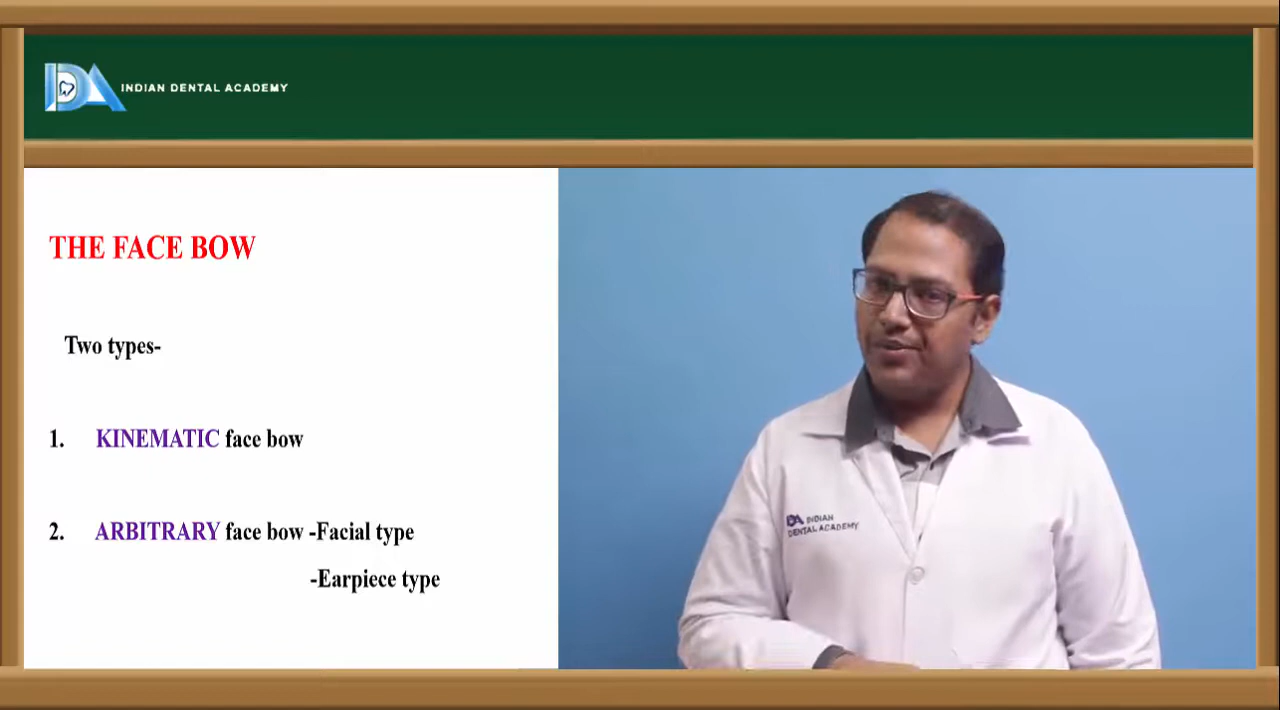 INDIAN DENTAL ACADEMY
THE FACE BOW
Two types-
1. KINEMATIC face bow
2. ARBITRARY face bow -Facial type
-Earpiece type
IDA INDIAN
DENTAL ACADEMY